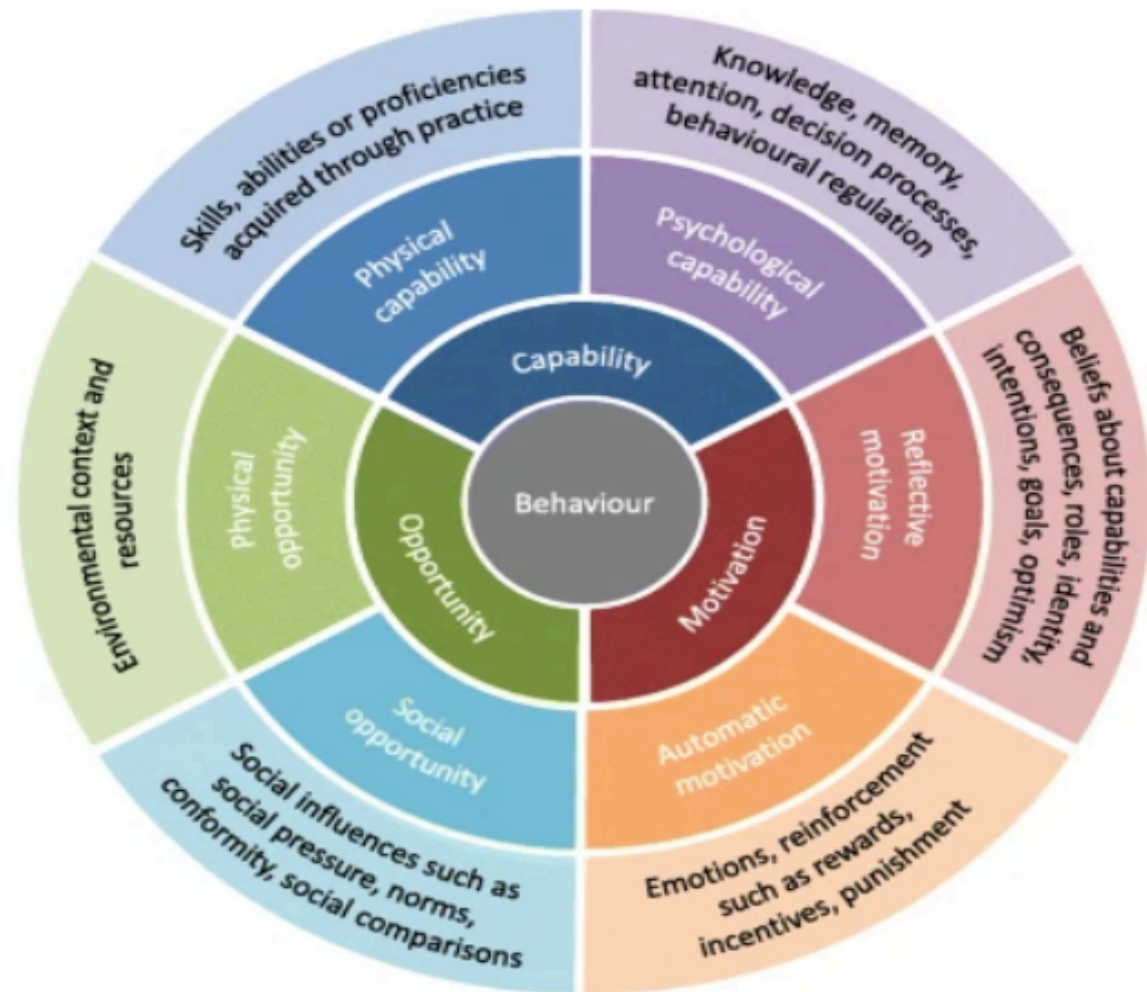 Skills, abilities or proficiencies
acquired through practice
Knowledge, memory,
attention, decision processes,
behavioural regulation
Physical
capability
Psychological
capability
Capability
Behaviour
Opportunity
Motivation
Physical
opportunity
Environmental context and
resources
Reflective
motivation
Beliefs about capabilities and
consequences, roles, identity,
intentions, goals, optimism
Social
opportunity
Automatic
motivation
Social influences such as
social pressure, norms,
conformity, social comparisons
Emotions, reinforcement
such as rewards,
incentives, punishment